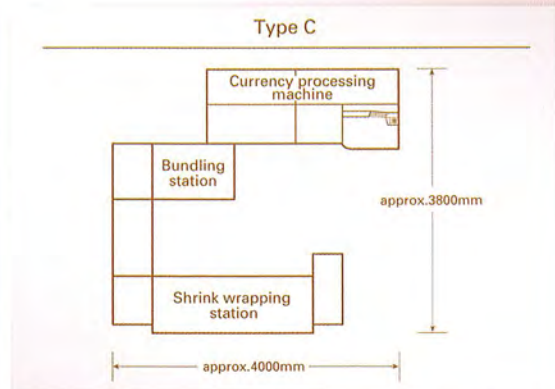 Type C
Currency processing
machine
Bundling
station
approx.3800mm
Shrink wrapping
station
approx.4000mm